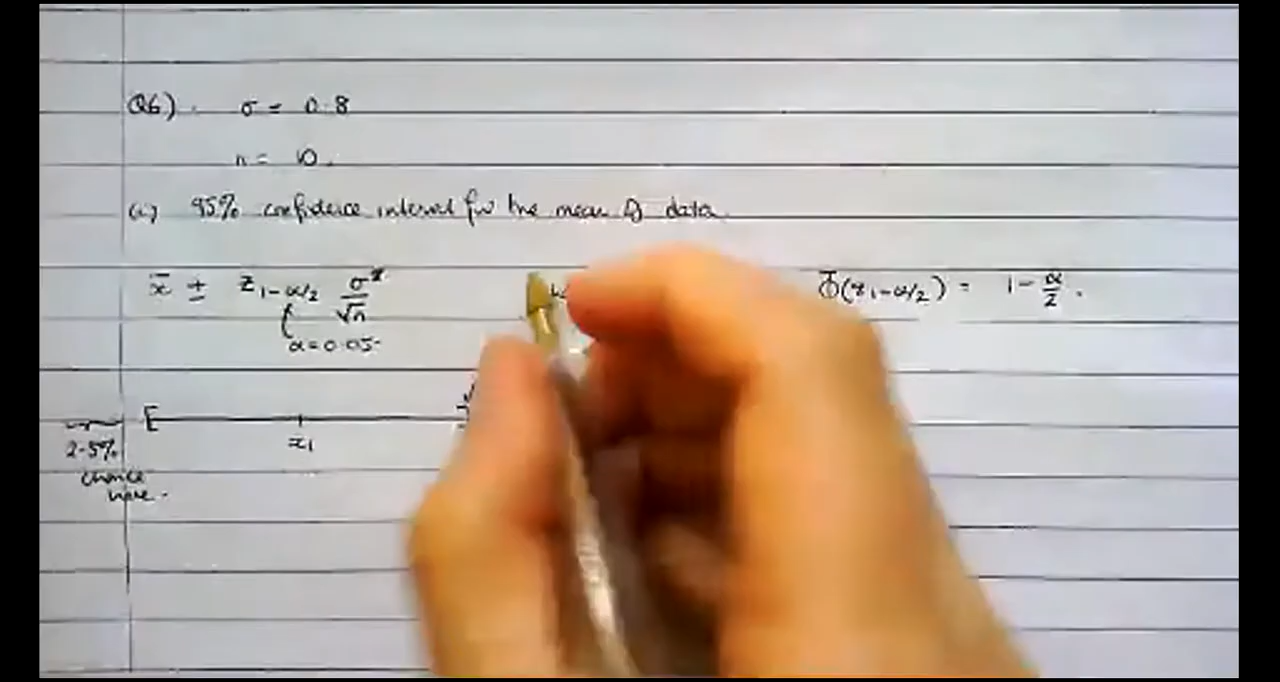 Q6). σ = 0.8
n = 10.
(a) 95% confidence interval for the mean of data.
x̄ ± z₁₋α/₂ σ/√n Φ(z₁₋α/₂) = 1 - α/2.
α = 0.05
[ x₁
2.5%
chance
here.